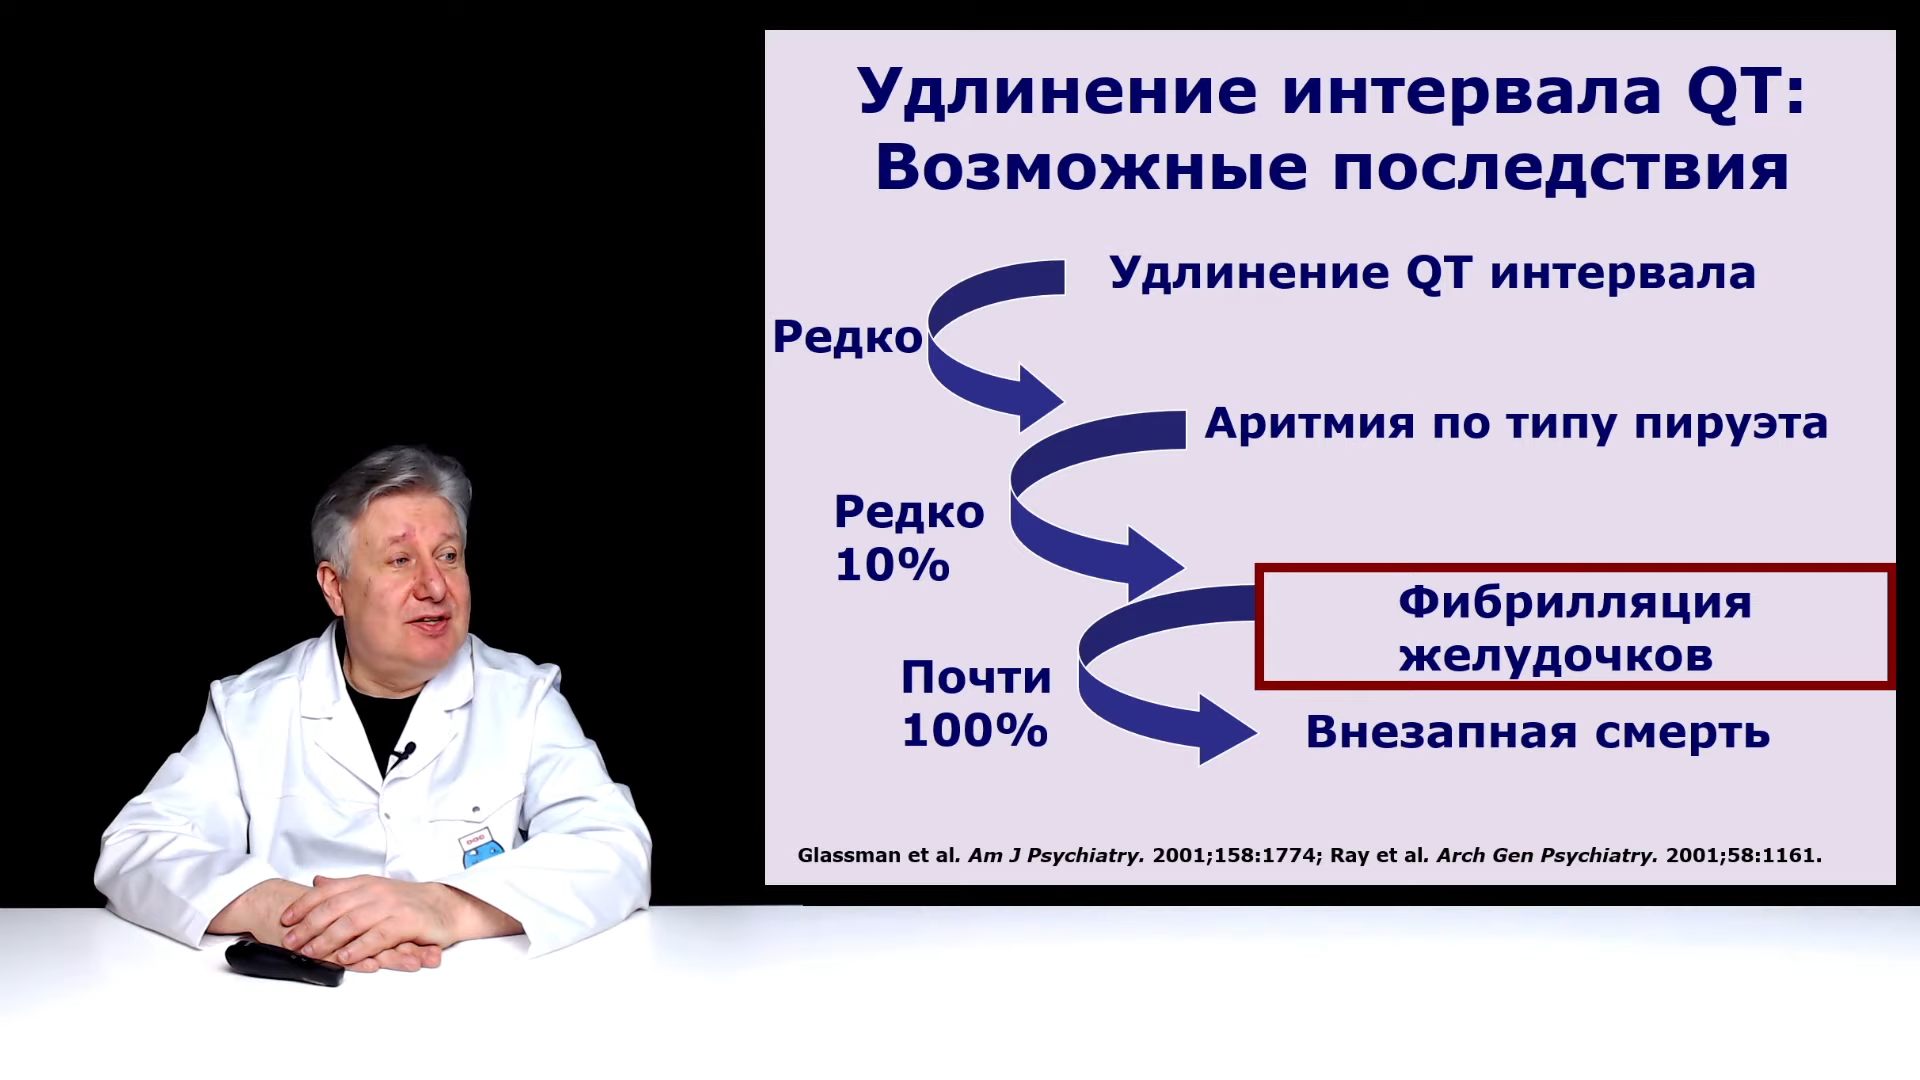 Удлинение интервала QT:
Возможные последствия
Удлинение QT интервала
Редко
Аритмия по типу пируэта
Редко
10%
Фибрилляция
желудочков
Почти
100%
Внезапная смерть
Glassman et al. Am J Psychiatry. 2001;158:1774; Ray et al. Arch Gen Psychiatry. 2001;58:1161.